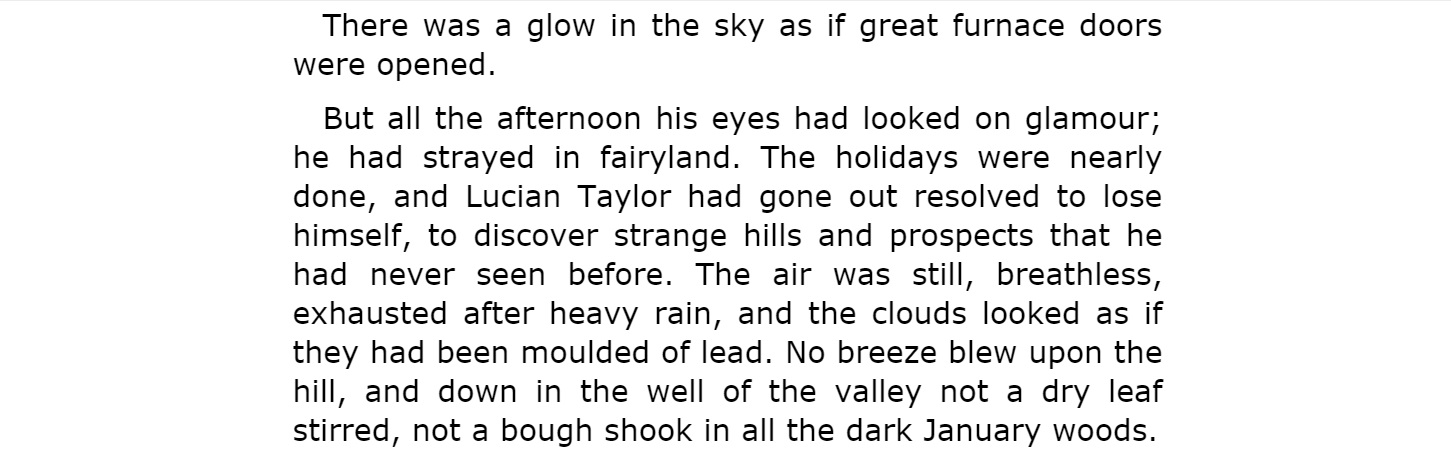 There was a glow in the sky as if great furnace doors
were opened.
But all the afternoon his eyes had looked on glamour;
he had strayed in fairyland. The holidays were nearly
done, and Lucian Taylor had gone out resolved to lose
himself, to discover strange hills and prospects that he
had never seen before. The air was still, breathless,
exhausted after heavy rain, and the clouds looked as if
they had been moulded of lead. No breeze blew upon the
hill, and down in the well of the valley not a dry leaf
stirred, not a bough shook in all the dark January woods.